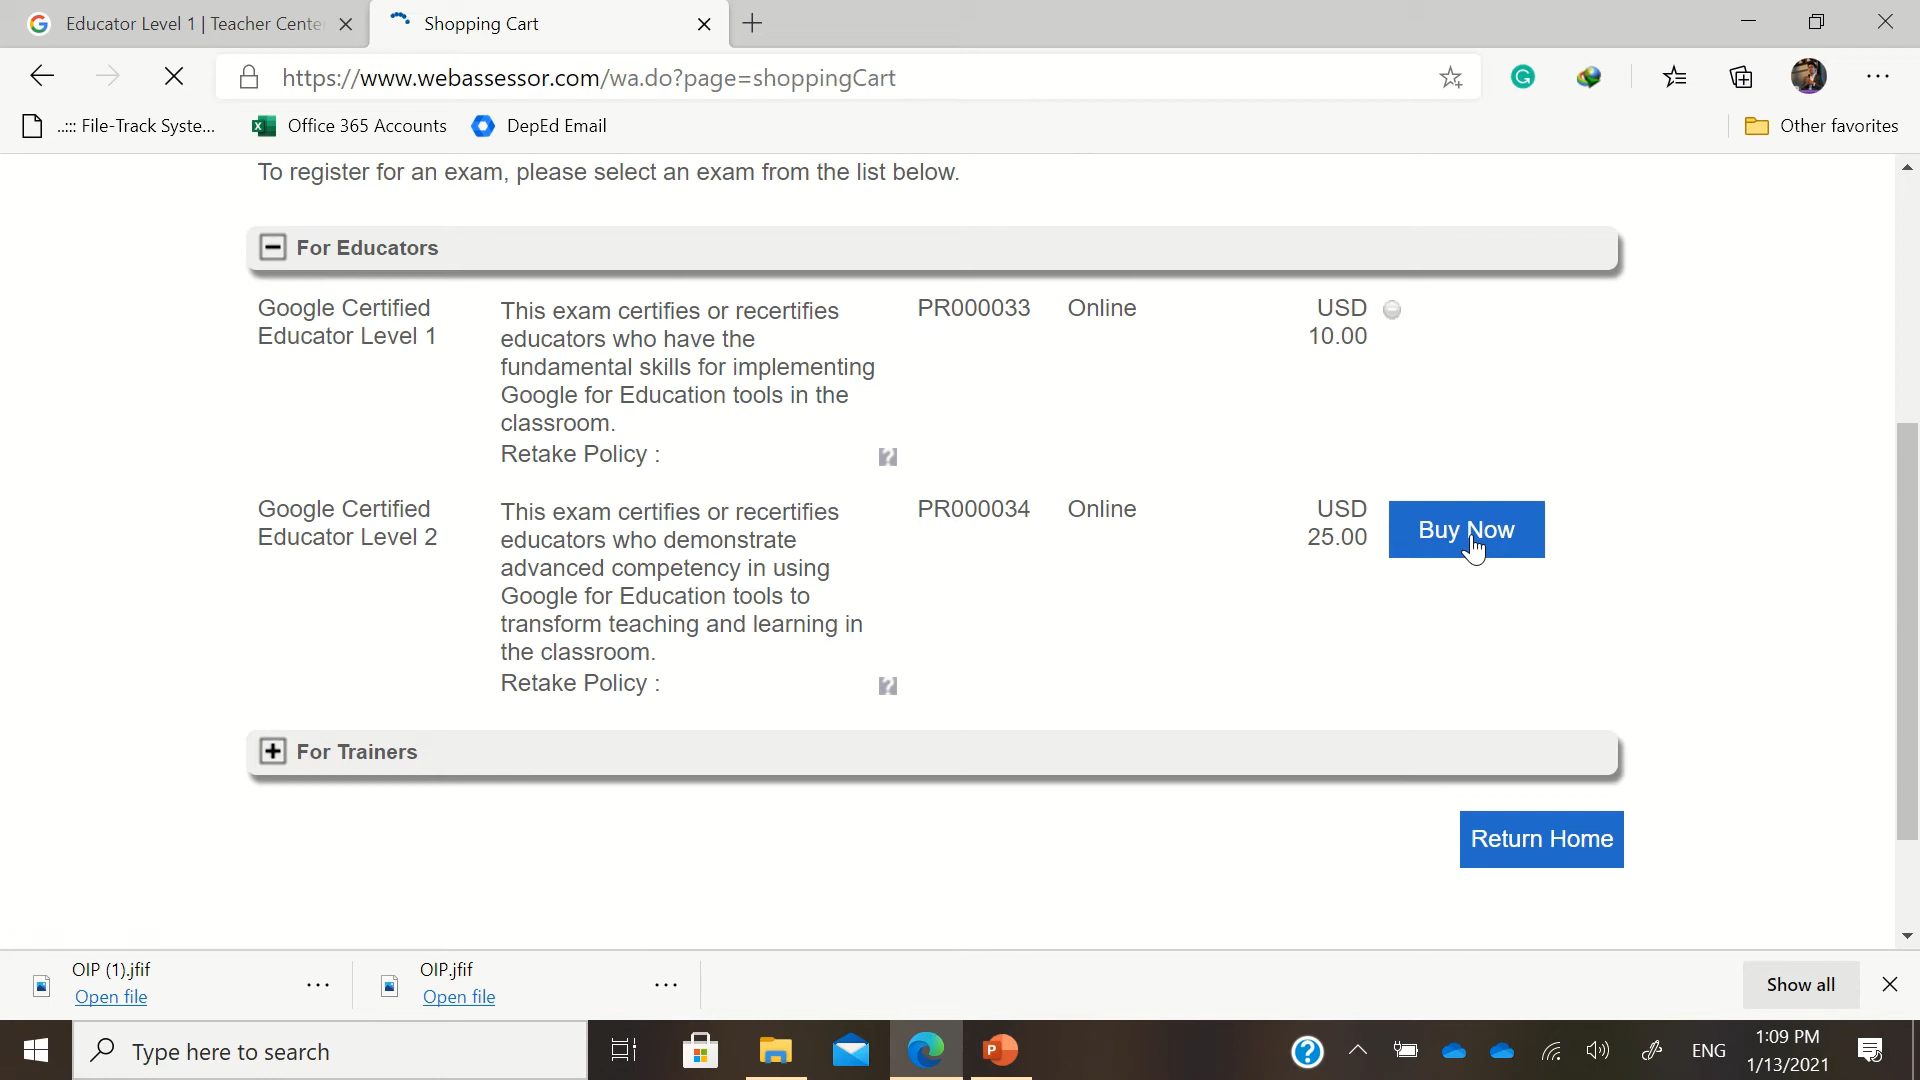 Educator Level 1 | Teacher Cente
Shopping Cart
https://www.webassessor.com/wa.do?page=shoppingCart
..::: File-Track Syste...
Office 365 Accounts
DepEd Email
Other favorites
To register for an exam, please select an exam from the list below.
For Educators
Google Certified
Educator Level 1
This exam certifies or recertifies
educators who have the
fundamental skills for implementing
Google for Education tools in the
classroom.
Retake Policy :
PR000033
Online
USD
10.00
Google Certified
Educator Level 2
This exam certifies or recertifies
educators who demonstrate
advanced competency in using
Google for Education tools to
transform teaching and learning in
the classroom.
Retake Policy :
PR000034
Online
USD
25.00
Buy Now
For Trainers
Return Home
OIP (1).jfif
Open file
OIP.jfif
Open file
Show all
Type here to search
ENG
1:09 PM
1/13/2021